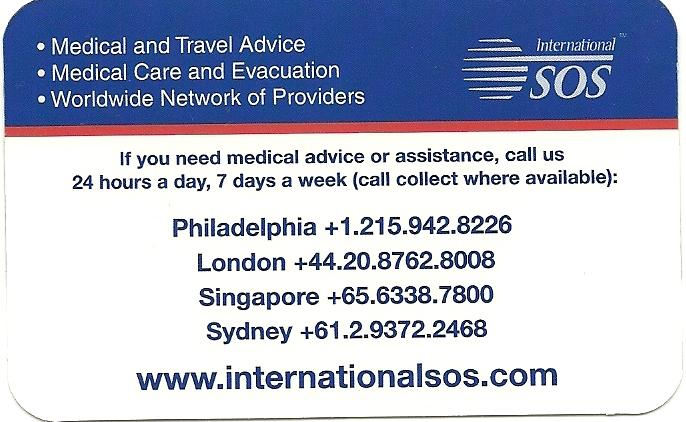 • Medical and Travel Advice
• Medical Care and Evacuation
• Worldwide Network of Providers
International™
SOS
If you need medical advice or assistance, call us
24 hours a day, 7 days a week (call collect where available):
Philadelphia +1.215.942.8226
London +44.20.8762.8008
Singapore +65.6338.7800
Sydney +61.2.9372.2468
www.internationalsos.com